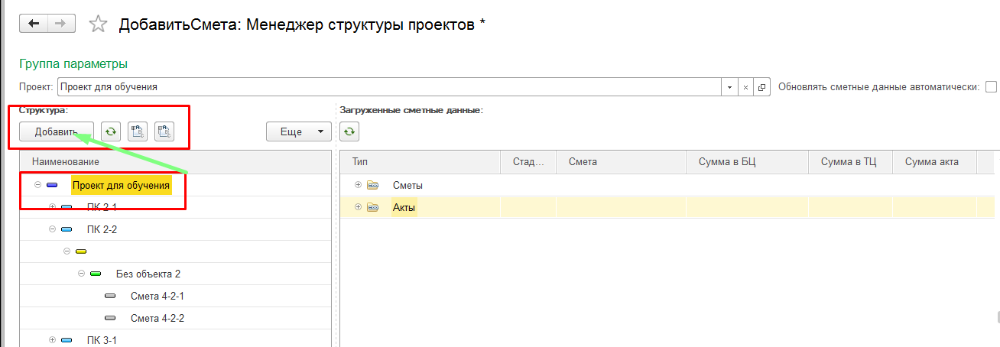 ДобавитьСмета: Менеджер структуры проектов *
Группа параметры
Проект: Проект для обучения Обновлять сметные данные автоматически:
Структура: Загруженные сметные данные:
Добавить Еще
Наименование Тип Стад... Смета Сумма в БЦ Сумма в ТЦ Сумма акта
Проект для обучения Сметы
ПК 2-1 Акты
ПК 2-2
Без объекта 2
Смета 4-2-1
Смета 4-2-2
ПК 3-1